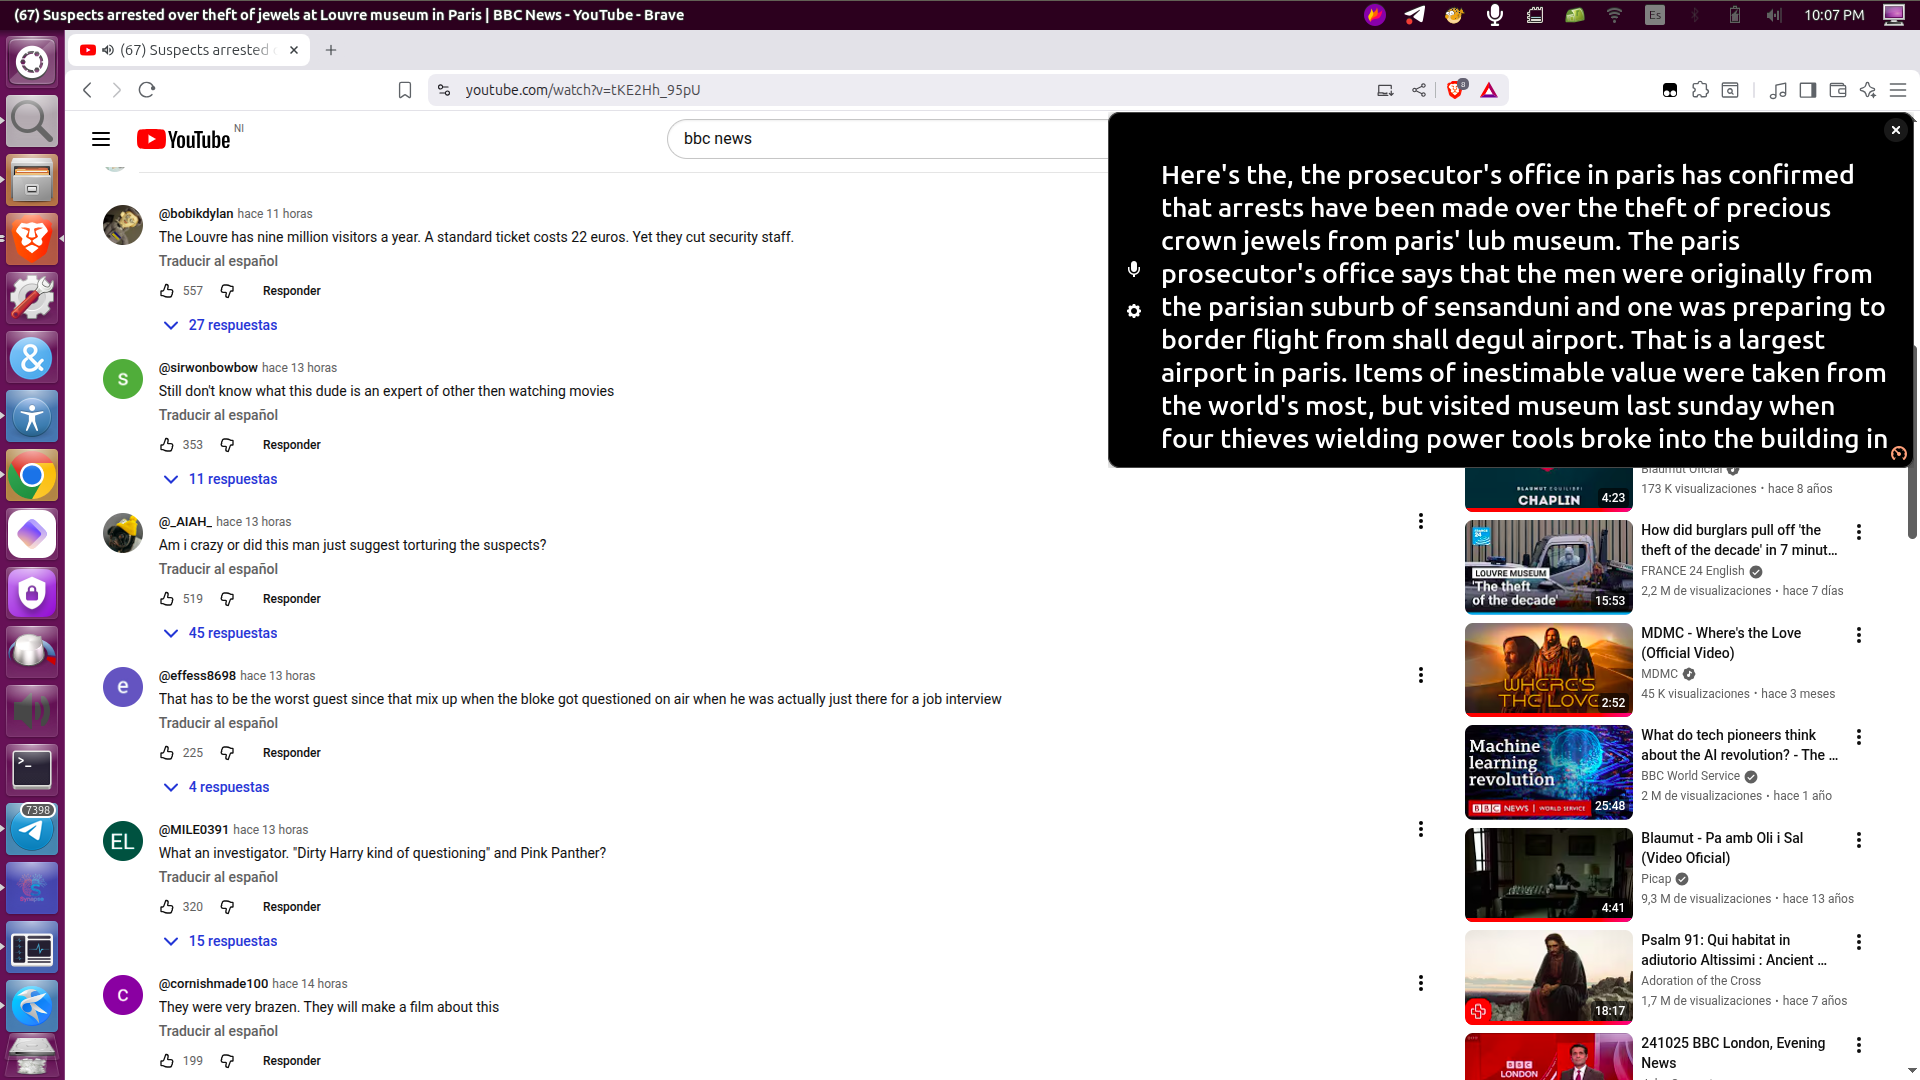 (67) Suspects arrested over theft of jewels at Louvre museum in Paris | BBC News - YouTube - Brave
Es
10:07 PM
(67) Suspects arrested
youtube.com/watch?v=tKE2Hh_95pU
8
YouTube
NI
bbc news
Here's the, the prosecutor's office in paris has confirmed
that arrests have been made over the theft of precious
crown jewels from paris' lub museum. The paris
prosecutor's office says that the men were originally from
the parisian suburb of sensanduni and one was preparing to
border flight from shall degul airport. That is a largest
airport in paris. Items of inestimable value were taken from
the world's most, but visited museum last sunday when
four thieves wielding power tools broke into the building in
@bobikdylan hace 11 horas
The Louvre has nine million visitors a year. A standard ticket costs 22 euros. Yet they cut security staff.
Traducir al español
557 Responder
27 respuestas
S
@sirwonbowbow hace 13 horas
Still don't know what this dude is an expert of other then watching movies
Traducir al español
353 Responder
11 respuestas
@_AIAH_ hace 13 horas
Am i crazy or did this man just suggest torturing the suspects?
Traducir al español
519 Responder
45 respuestas
e
@effess8698 hace 13 horas
That has to be the worst guest since that mix up when the bloke got questioned on air when he was actually just there for a job interview
Traducir al español
225 Responder
4 respuestas
EL
@MILE0391 hace 13 horas
What an investigator. "Dirty Harry kind of questioning" and Pink Panther?
Traducir al español
320 Responder
15 respuestas
C
@cornishmade100 hace 14 horas
They were very brazen. They will make a film about this
Traducir al español
199 Responder
BLAUMUT EQUILIBRI
CHAPLIN
4:23
Blaumut Oficial
173 K visualizaciones • hace 8 años
FRANCE 24
LOUVRE MUSEUM
'The theft
of the decade'
15:53
How did burglars pull off 'the
theft of the decade' in 7 minut...
FRANCE 24 English
2,2 M de visualizaciones • hace 7 días
WHERE'S
THE LOVE
2:52
MDMC - Where's the Love
(Official Video)
MDMC
45 K visualizaciones • hace 3 meses
Machine
learning
revolution
BBC NEWS | WORLD SERVICE
25:48
What do tech pioneers think
about the AI revolution? - The ...
BBC World Service
2 M de visualizaciones • hace 1 año
4:41
Blaumut - Pa amb Oli i Sal
(Video Oficial)
Picap
9,3 M de visualizaciones • hace 13 años
18:17
Psalm 91: Qui habitat in
adiutorio Altissimi : Ancient ...
Adoration of the Cross
1,7 M de visualizaciones • hace 7 años
BBC
LONDON
241025 BBC London, Evening
News
7398
Synapse